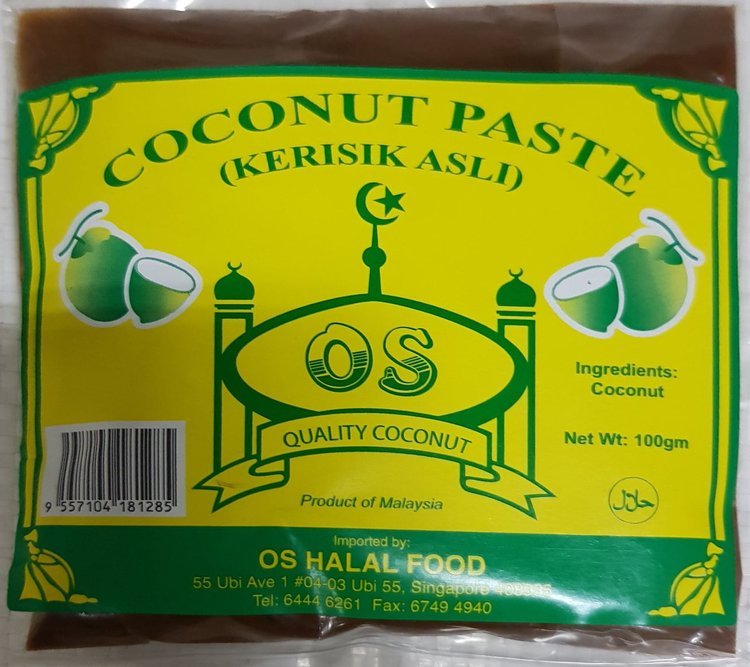 COCONUT PASTE
(KERISIK ASLI)
OS
QUALITY COCONUT
Ingredients:
Coconut
Net Wt: 100gm
حلال
9 557104 181285
Product of Malaysia
Imported by:
OS HALAL FOOD
55 Ubi Ave 1 #04-03 Ubi 55, Singapore
Tel: 6444 6261 Fax: 6749 4940